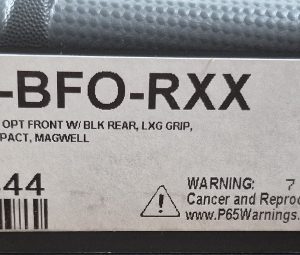 -BFO-RXX
OPT FRONT W/ BLK REAR, LXG GRIP,
PACT, MAGWELL
44
WARNING: 7
Cancer and Reproc
www.P65Warnings.